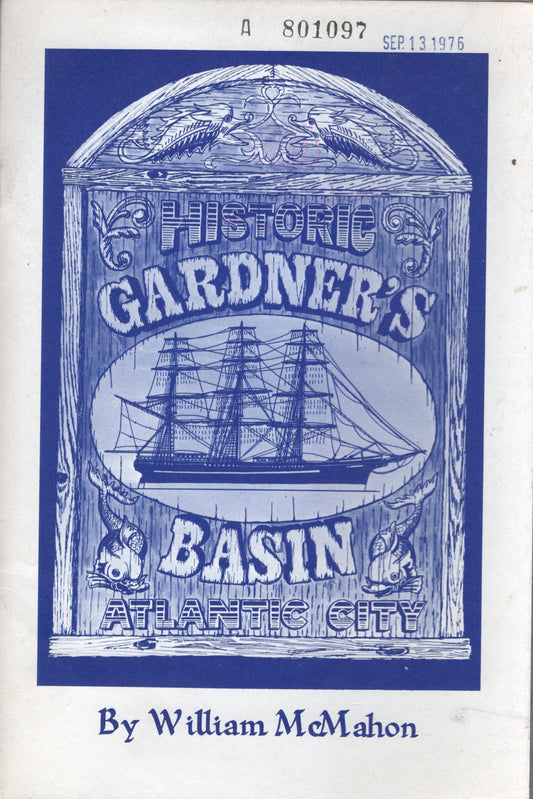 A 801097
SEP. 13 1976
HISTORIC
GARDNER'S
BASIN
ATLANTIC CITY
By William McMahon